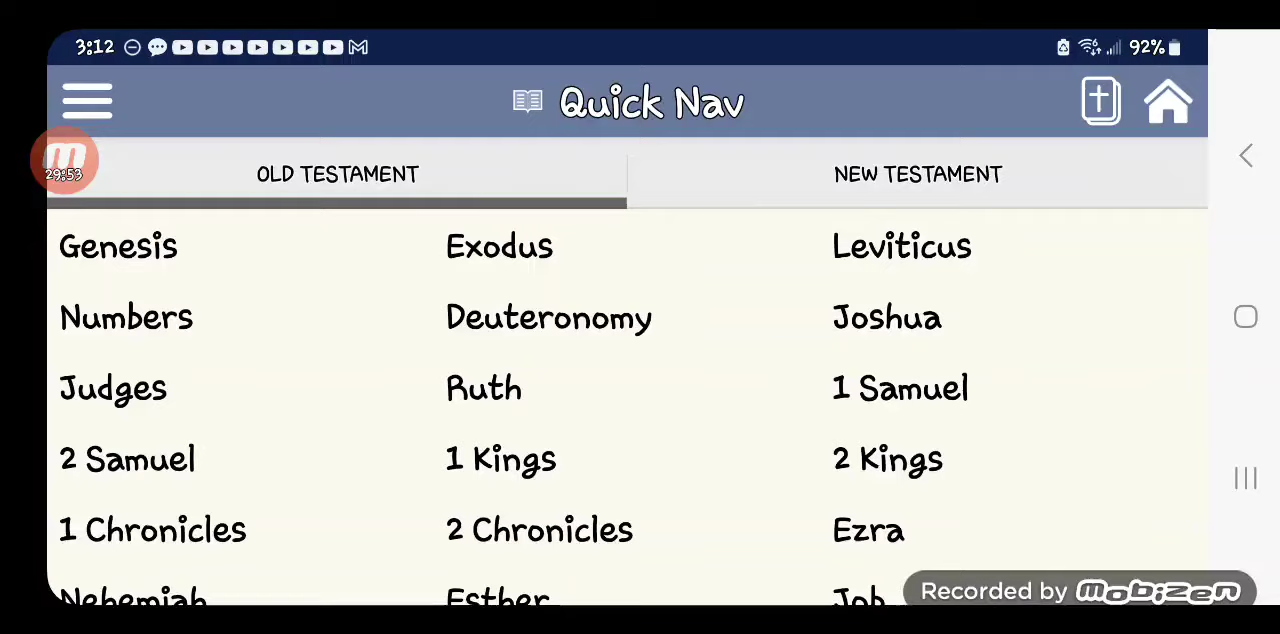 3:12 92%
Quick Nav
29:53
OLD TESTAMENT NEW TESTAMENT
Genesis Exodus Leviticus
Numbers Deuteronomy Joshua
Judges Ruth 1 Samuel
2 Samuel 1 Kings 2 Kings
1 Chronicles 2 Chronicles Ezra
Nehemiah Esther Job
Recorded by mobizen